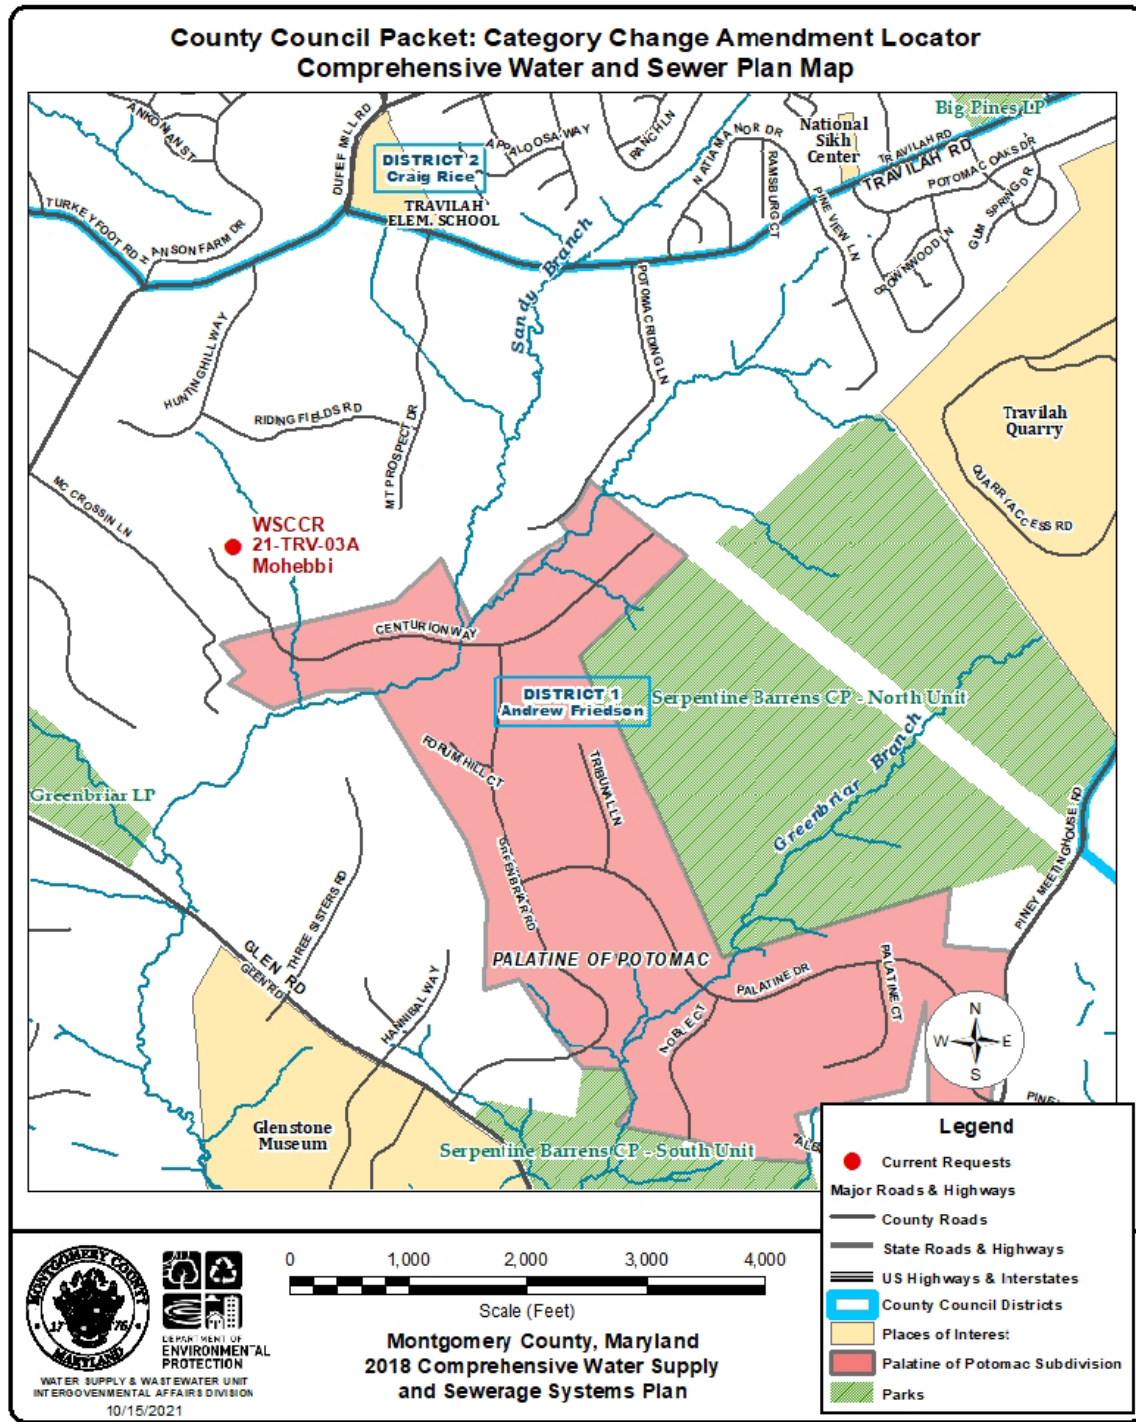 County Council Packet: Category Change Amendment Locator
Comprehensive Water and Sewer Plan Map
ANKONIAN ST
DUFEF MILL RD
APPALOOSA WAY
RANCH LN
NATIAMA NOR DR
RAMSBURG CT
National
Sikh
Center
Big Pines LP
TRAVILAH RD
TRAVILAH RD
POTOMAC OAKS DR
GUM SPRING DR
PINE VIEW LN
CROWNWOOD LN
DISTRICT 2
Craig Rice
TRAVILAH
ELEM. SCHOOL
TURKEY FOOT RD
HANSON FARM DR
Sandy Branch
POTOMAC RIDING LN
HUNTING HILL WAY
RIDING FIELDS RD
MT PROSPECT DR
Travilah
Quarry
QUARRY ACCESS RD
MC CROSSIN LN
WSCCR
21-TRV-03A
Mohebbi
CENTURION WAY
DISTRICT 1
Andrew Friedson
Serpentine Barrens CP - North Unit
Greenbriar Branch
FORUM HILL CT
TRIBUNAL LN
Greenbriar LP
GREENBRIAR RD
PINEY MEETINGHOUSE RD
THREE SISTERS RD
GLEN RD
GLEN RD
PALATINE OF POTOMAC
PALATINE DR
PALATINE CT
HANNIBAL WAY
NOBLE CT
N
W E
S
Glenstone
Museum
Serpentine Barrens CP - South Unit
Legend
Current Requests
Major Roads & Highways
County Roads
State Roads & Highways
US Highways & Interstates
County Council Districts
Places of Interest
Palatine of Potomac Subdivision
Parks
MONTGOMERY COUNTY
17 76
MARYLAND
DEPARTMENT OF
ENVIRONMENTAL
PROTECTION
WATER SUPPLY & WASTEWATER UNIT
INTERGOVENMENTAL AFFAIRS DIVISION
10/15/2021
0 1,000 2,000 3,000 4,000
Scale (Feet)
Montgomery County, Maryland
2018 Comprehensive Water Supply
and Sewerage Systems Plan